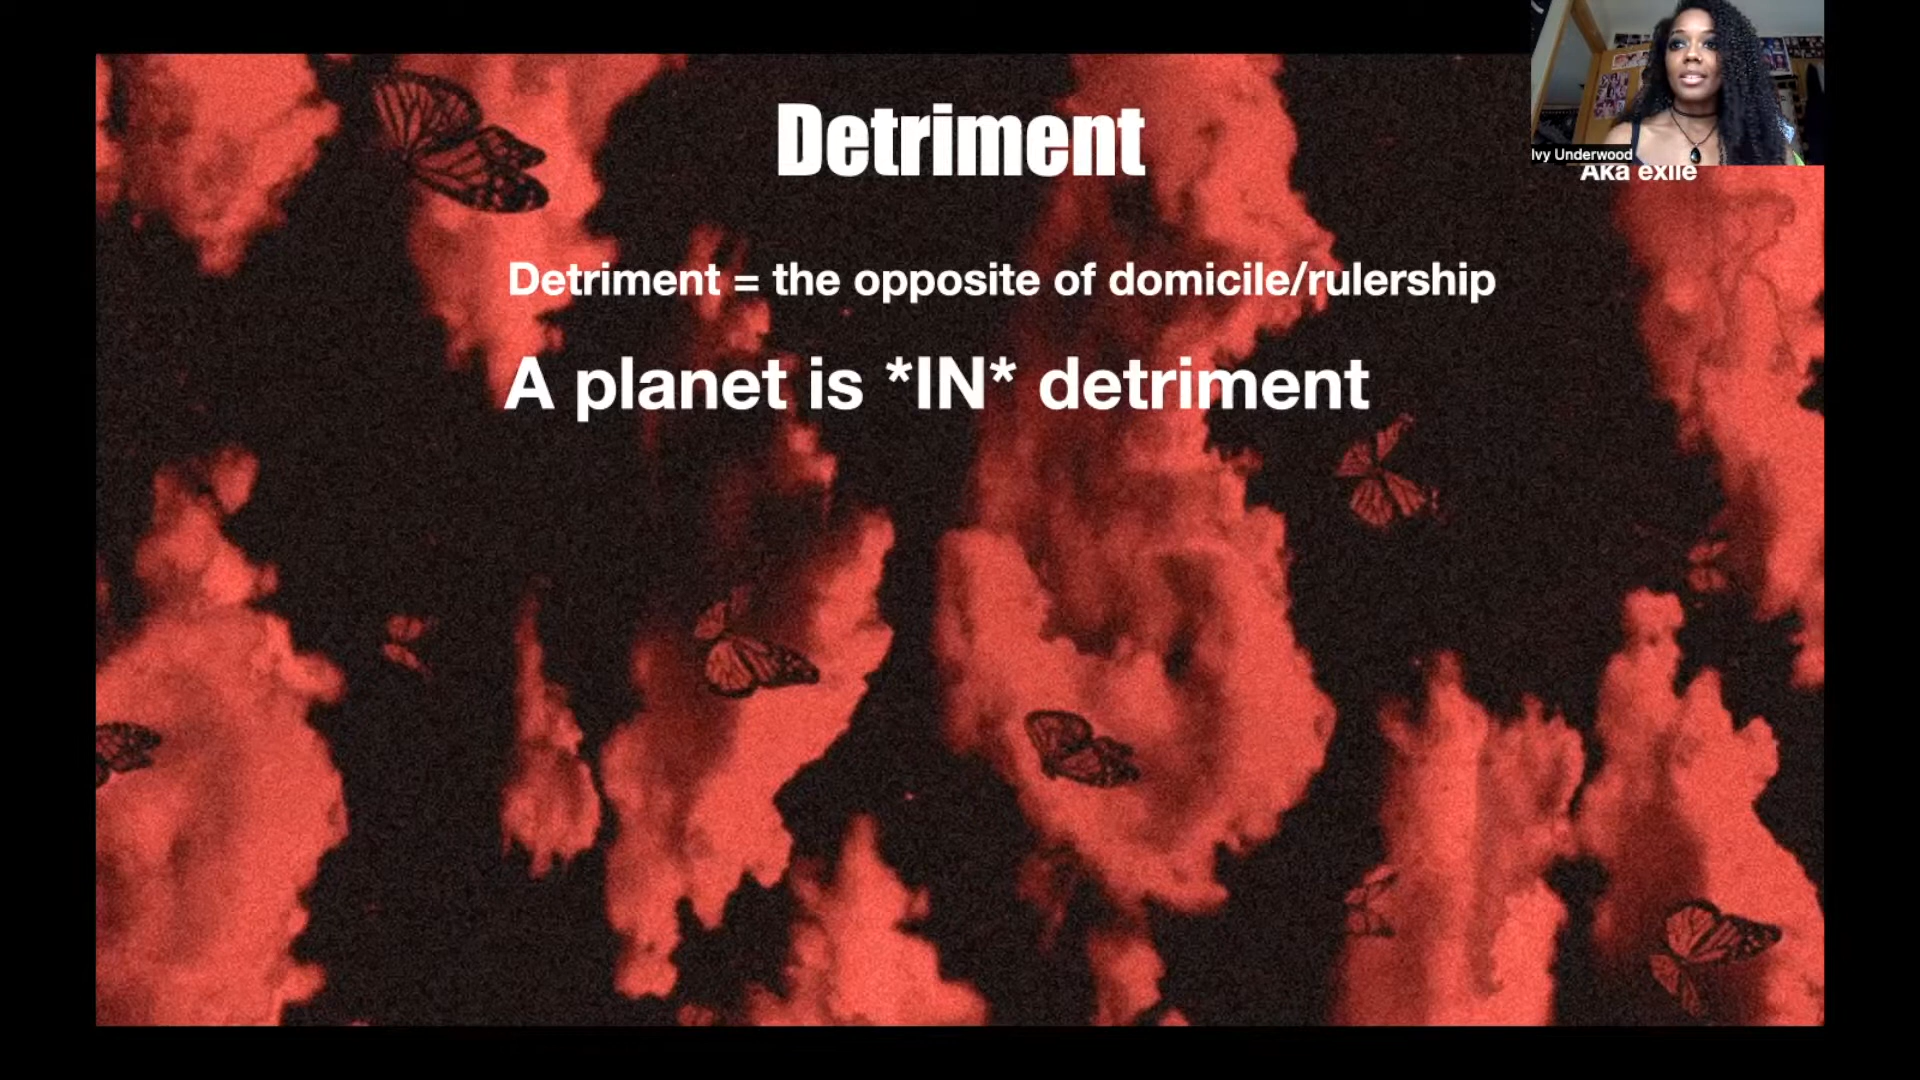 Detriment
Ivy Underwood
Aka exile
Detriment = the opposite of domicile/rulership
A planet is *IN* detriment